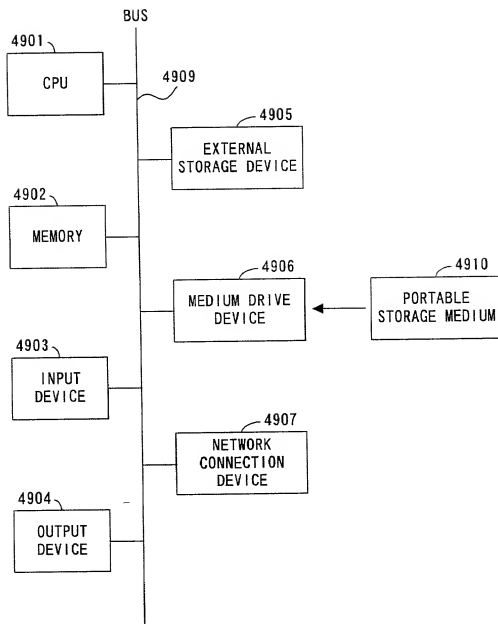 BUS
4901
CPU
4909
4905
EXTERNAL
STORAGE DEVICE
4902
MEMORY
4906
MEDIUM DRIVE
DEVICE
4910
PORTABLE
STORAGE MEDIUM
4903
INPUT
DEVICE
4907
NETWORK
CONNECTION
DEVICE
4904
OUTPUT
DEVICE